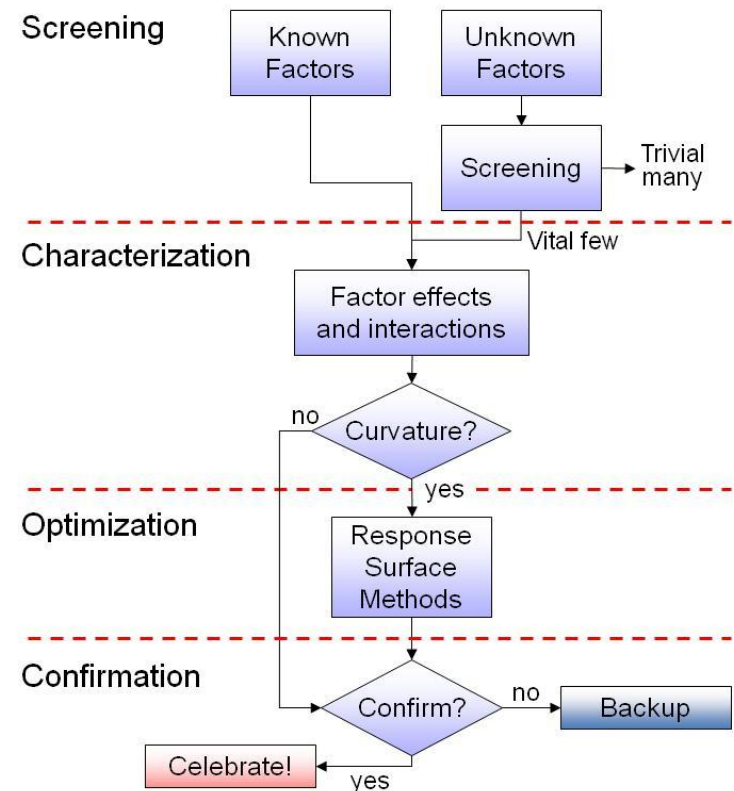 Screening
Known
Factors
Unknown
Factors
Screening
Trivial
many
Vital few
Characterization
Factor effects
and interactions
no
Curvature?
yes
Optimization
Response
Surface
Methods
Confirmation
Confirm?
no
Backup
Celebrate!
yes